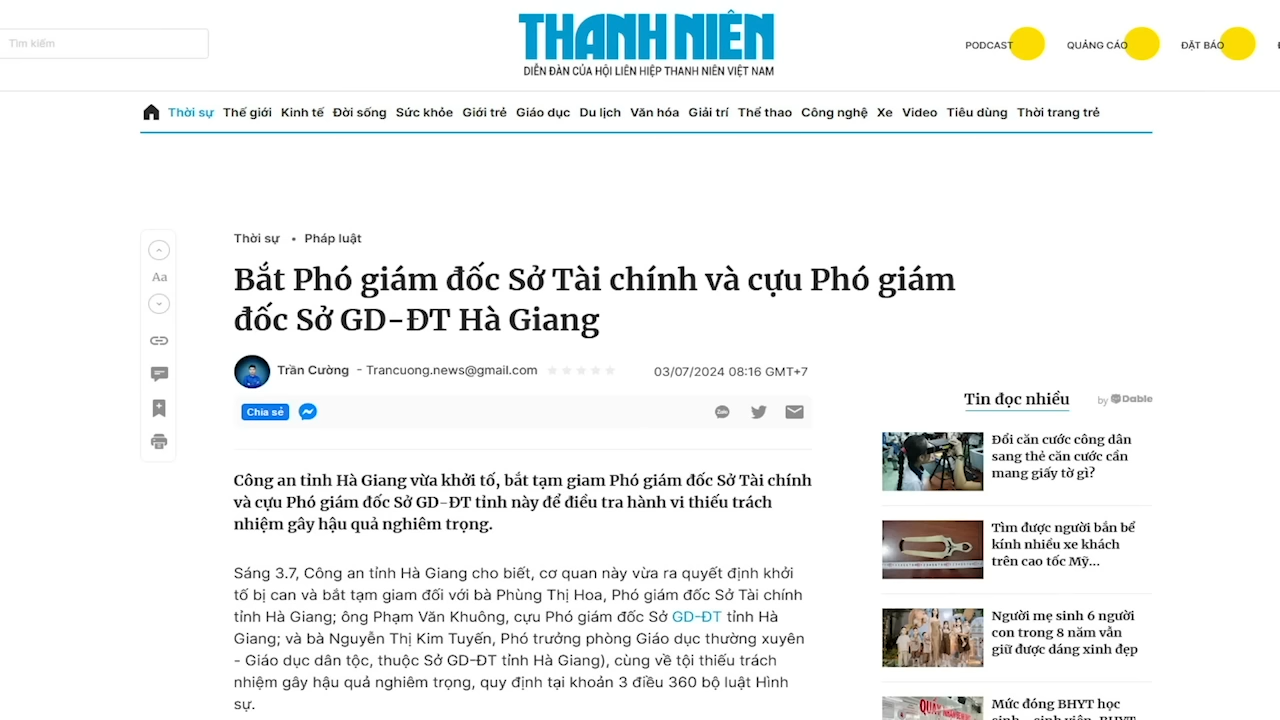 Tìm kiếm
THANH NIÊN
DIỄN ĐÀN CỦA HỘI LIÊN HIỆP THANH NIÊN VIỆT NAM
PODCAST
QUẢNG CÁO
ĐẶT BÁO
Thời sự Thế giới Kinh tế Đời sống Sức khỏe Giới trẻ Giáo dục Du lịch Văn hóa Giải trí Thể thao Công nghệ Xe Video Tiêu dùng Thời trang trẻ
Thời sự • Pháp luật
Aa
Bắt Phó giám đốc Sở Tài chính và cựu Phó giám
đốc Sở GD-ĐT Hà Giang
Trần Cường - Trancuong.news@gmail.com
03/07/2024 08:16 GMT+7
Chia sẻ
Zalo
Công an tỉnh Hà Giang vừa khởi tố, bắt tạm giam Phó giám đốc Sở Tài chính
và cựu Phó giám đốc Sở GD-ĐT tỉnh này để điều tra hành vi thiếu trách
nhiệm gây hậu quả nghiêm trọng.
Sáng 3.7, Công an tỉnh Hà Giang cho biết, cơ quan này vừa ra quyết định khởi
tố bị can và bắt tạm giam đối với bà Phùng Thị Hoa, Phó giám đốc Sở Tài chính
tỉnh Hà Giang; ông Phạm Văn Khuông, cựu Phó giám đốc Sở GD-ĐT tỉnh Hà
Giang; và bà Nguyễn Thị Kim Tuyến, Phó trưởng phòng Giáo dục thường xuyên
- Giáo dục dân tộc, thuộc Sở GD-ĐT tỉnh Hà Giang), cùng về tội thiếu trách
nhiệm gây hậu quả nghiêm trọng, quy định tại khoản 3 điều 360 bộ luật Hình
sự.
Tin đọc nhiều
by Dable
Đổi căn cước công dân
sang thẻ căn cước cần
mang giấy tờ gì?
Tìm được người bắn bể
kính nhiều xe khách
trên cao tốc Mỹ...
Người mẹ sinh 6 người
con trong 8 năm vẫn
giữ được dáng xinh đẹp
Mức đóng BHYT học
sinh - sinh viên, BHYT